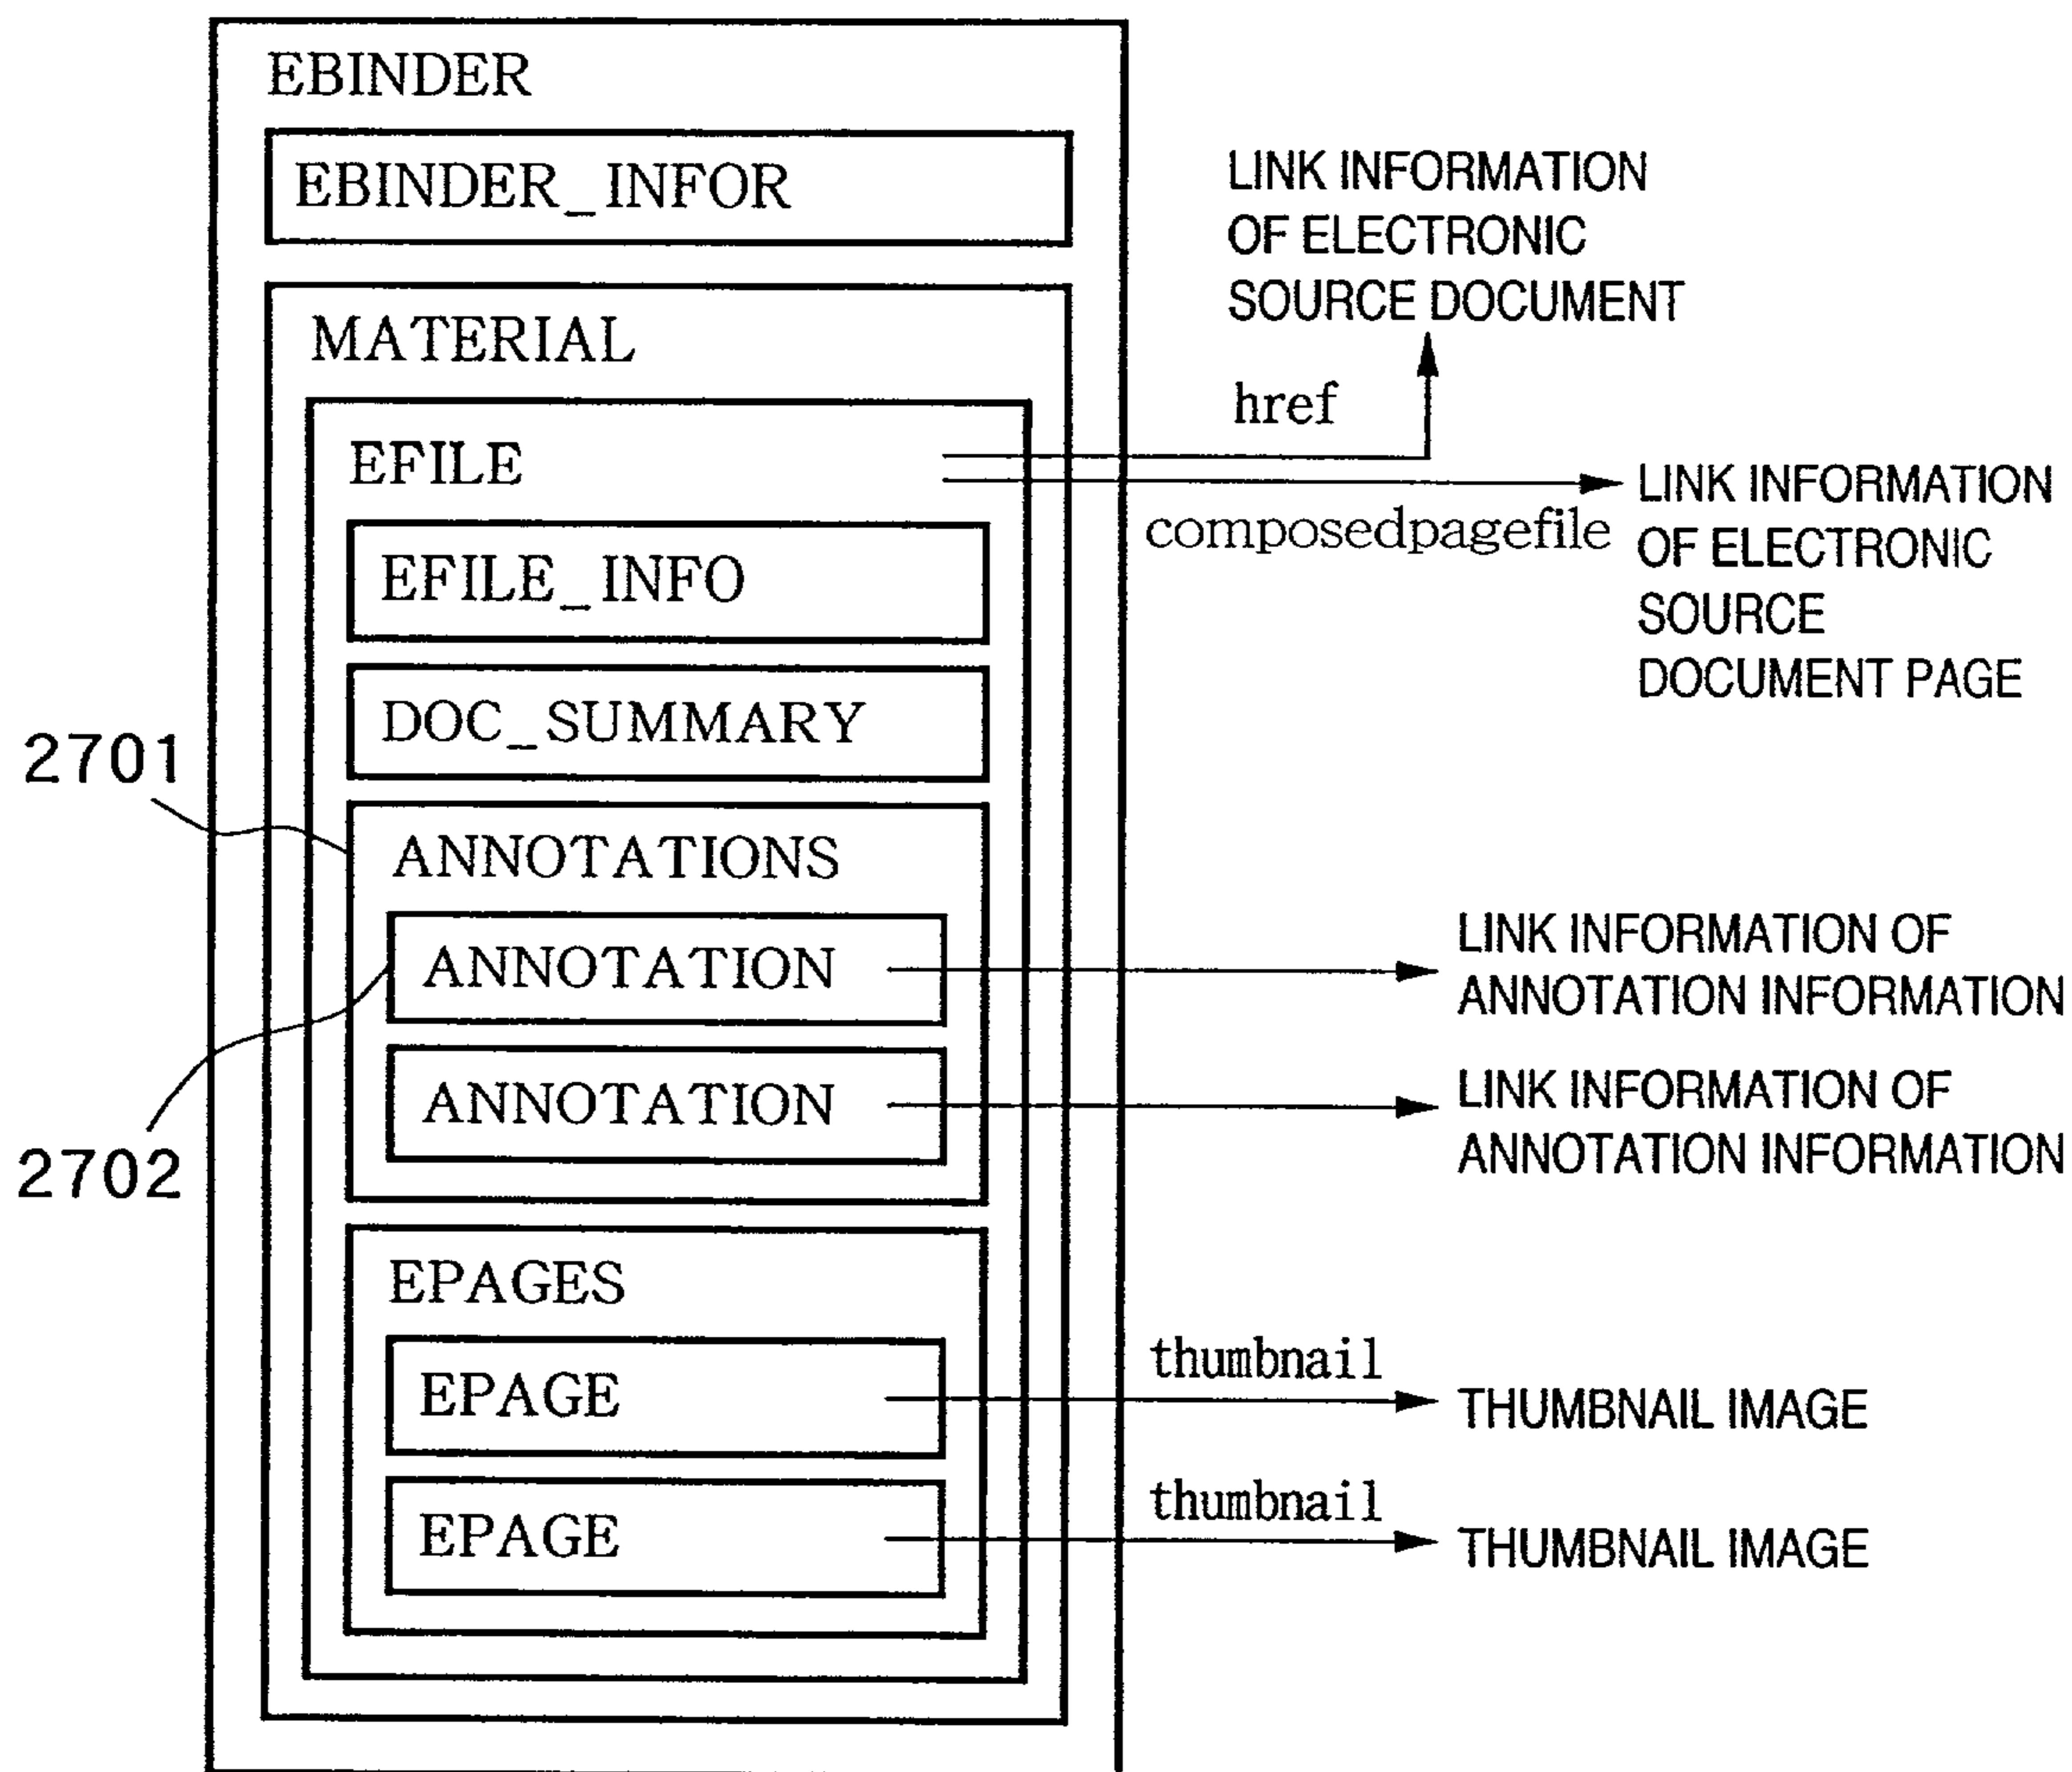 EBINDER
EBINDER_INFOR
MATERIAL
EFILE
EFILE_INFO
DOC_SUMMARY
ANNOTATIONS
ANNOTATION
ANNOTATION
EPAGES
EPAGE
EPAGE
2701
2702
LINK INFORMATION
OF ELECTRONIC
SOURCE DOCUMENT
href
composedpagefile
LINK INFORMATION
OF ELECTRONIC
SOURCE
DOCUMENT PAGE
LINK INFORMATION OF
ANNOTATION INFORMATION
LINK INFORMATION OF
ANNOTATION INFORMATION
thumbnail
THUMBNAIL IMAGE
thumbnail
THUMBNAIL IMAGE